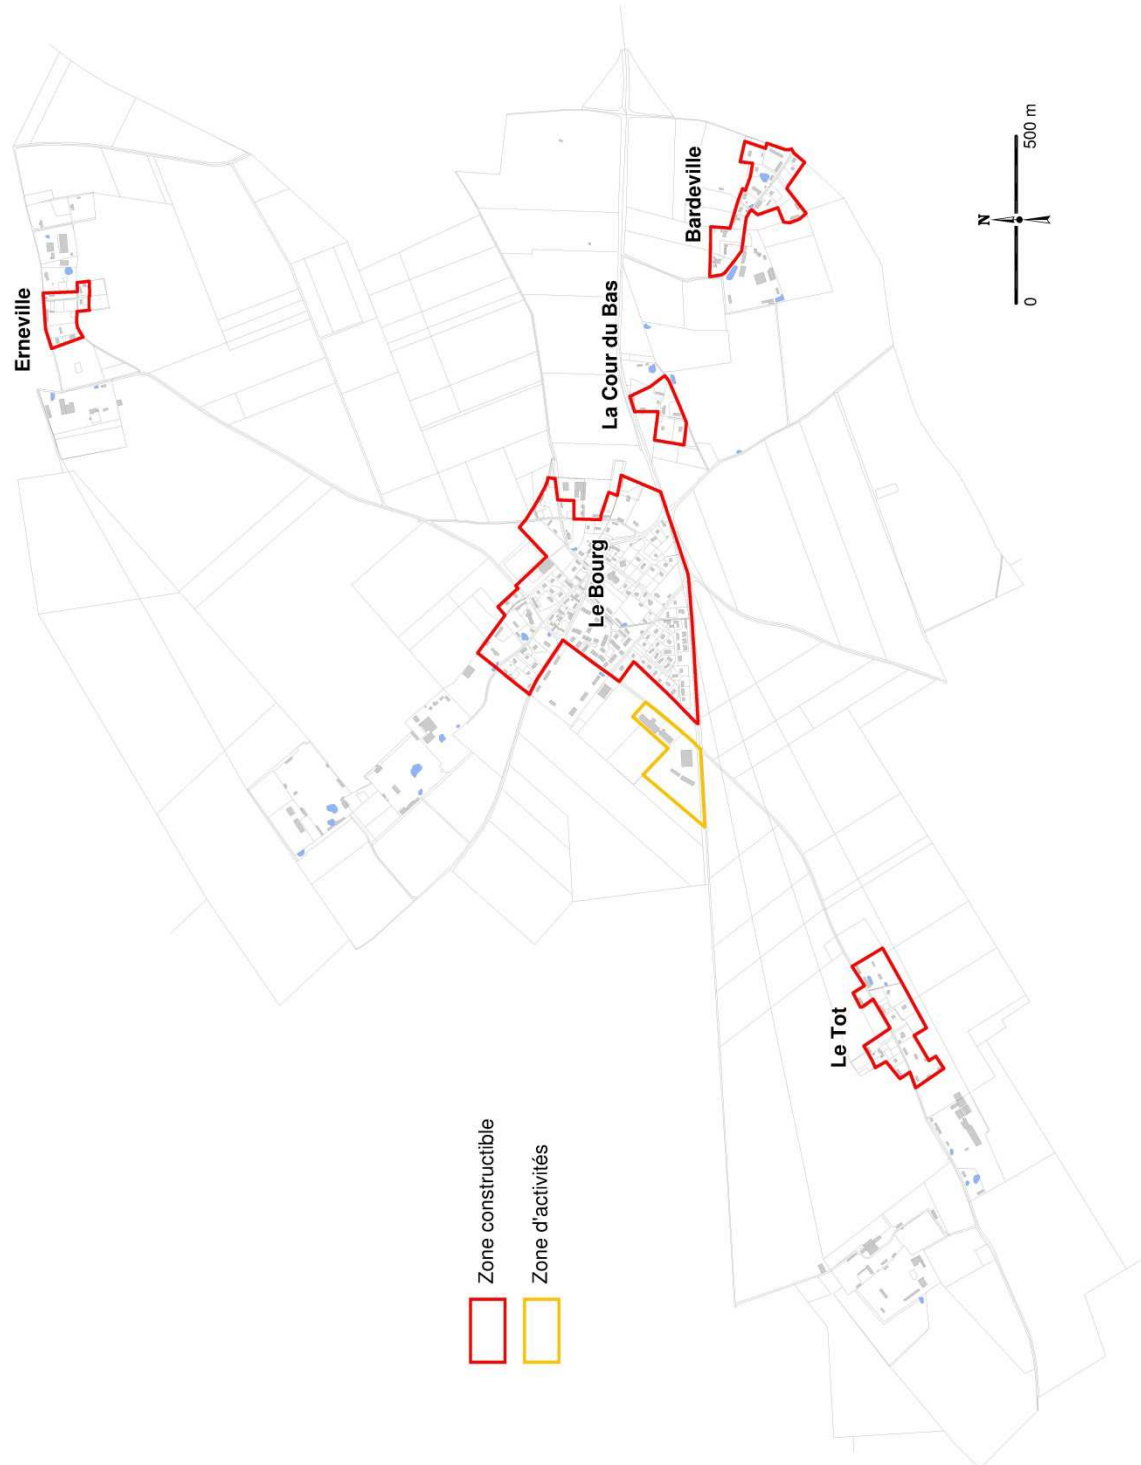 Erneville
Bardeville
La Cour du Bas
Le Bourg
Le Tot
N
0
500 m
Zone constructible
Zone d'activités